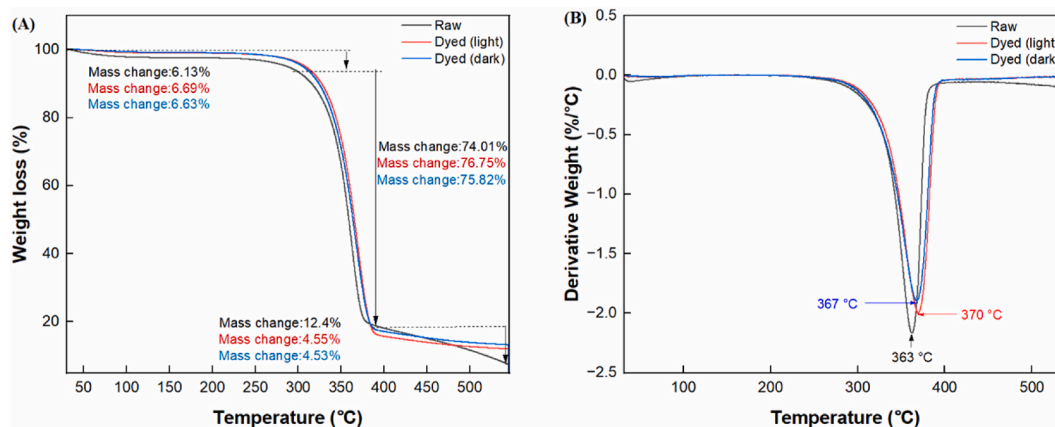 (A)
Raw
Dyed (light)
Dyed (dark)
100
80
60
40
20
Weight loss (%)
Mass change:6.13%
Mass change:6.69%
Mass change:6.63%
Mass change:74.01%
Mass change:76.75%
Mass change:75.82%
Mass change:12.4%
Mass change:4.55%
Mass change:4.53%
50 100 150 200 250 300 350 400 450 500
Temperature (°C)
(B)
Raw
Dyed (light)
Dyed (dark)
0.5
0.0
−0.5
−1.0
−1.5
−2.0
−2.5
Derivative Weight (%/°C)
367 °C
370 °C
363 °C
100 200 300 400 500
Temperature (°C)